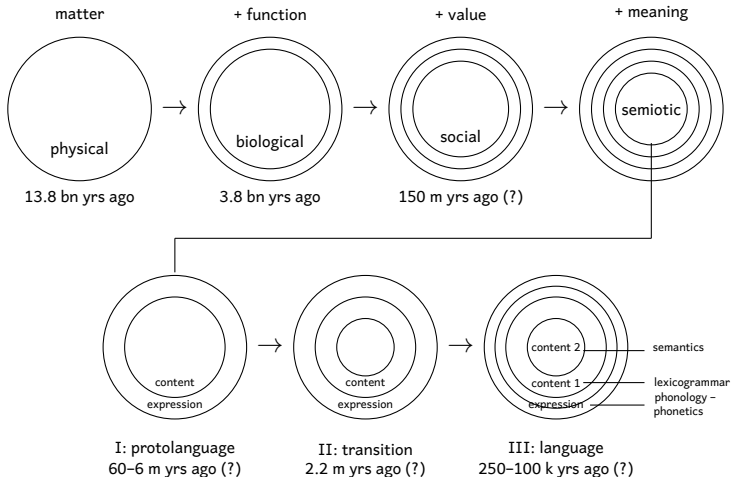 matter + function + value + meaning
physical biological social semiotic
13.8 bn yrs ago 3.8 bn yrs ago 150 m yrs ago (?)
content content content 2 semantics
content 1 lexicogrammar
expression expression expression phonology –
phonetics
I: protolanguage II: transition III: language
60–6 m yrs ago (?) 2.2 m yrs ago (?) 250–100 k yrs ago (?)